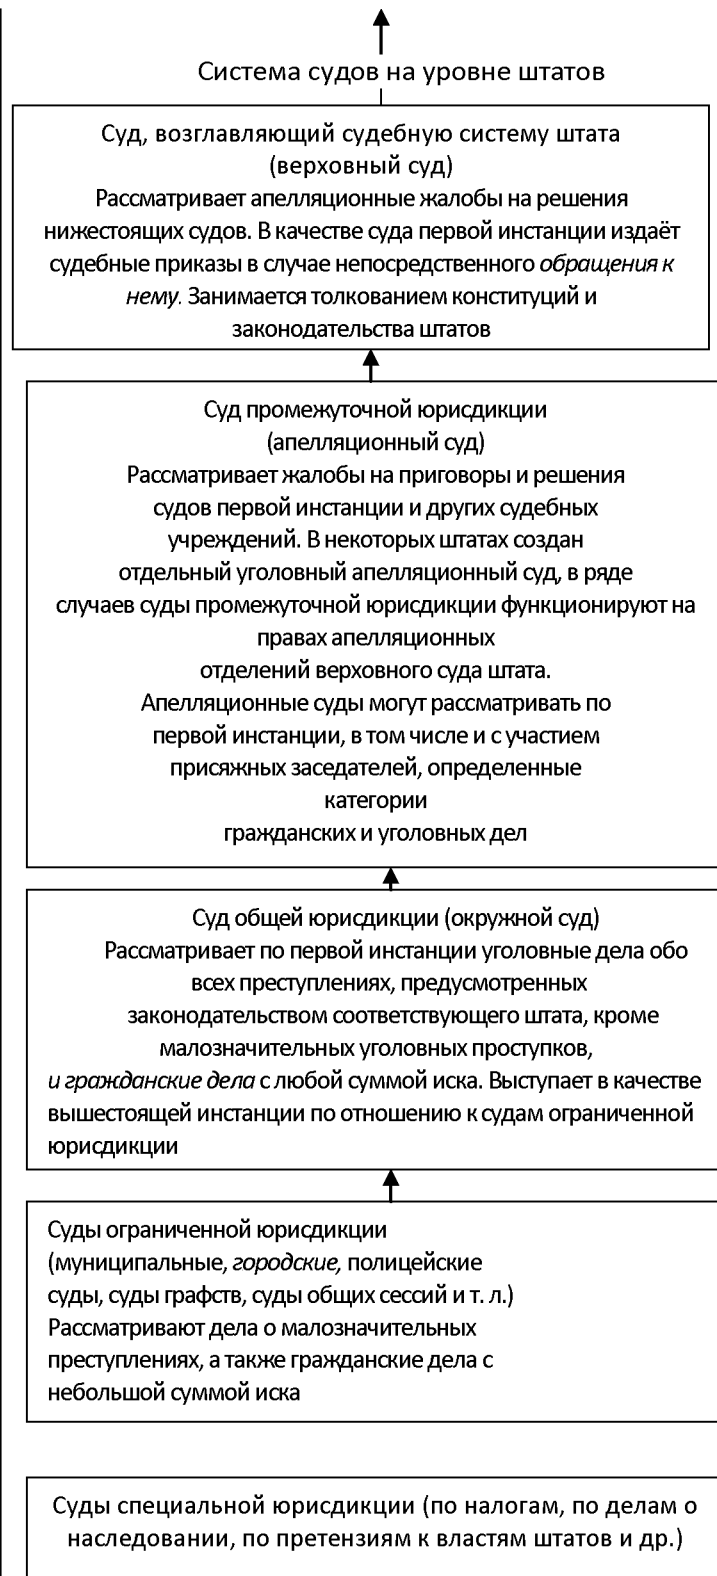 Система судов на уровне штатов
Суд, возглавляющий судебную систему штата
(верховный суд)
Рассматривает апелляционные жалобы на решения
нижестоящих судов. В качестве суда первой инстанции издаёт
судебные приказы в случае непосредственного обращения к
нему. Занимается толкованием конституций и
законодательства штатов
Суд промежуточной юрисдикции
(апелляционный суд)
Рассматривает жалобы на приговоры и решения
судов первой инстанции и других судебных
учреждений. В некоторых штатах создан
отдельный уголовный апелляционный суд, в ряде
случаев суды промежуточной юрисдикции функционируют на
правах апелляционных
отделений верховного суда штата.
Апелляционные суды могут рассматривать по
первой инстанции, в том числе и с участием
присяжных заседателей, определенные
категории
гражданских и уголовных дел
Суд общей юрисдикции (окружной суд)
Рассматривает по первой инстанции уголовные дела обо
всех преступлениях, предусмотренных
законодательством соответствующего штата, кроме
малозначительных уголовных проступков,
и гражданские дела с любой суммой иска. Выступает в качестве
вышестоящей инстанции по отношению к судам ограниченной
юрисдикции
Суды ограниченной юрисдикции
(муниципальные, городские, полицейские
суды, суды графств, суды общих сессий и т. л.)
Рассматривают дела о малозначительных
преступлениях, а также гражданские дела с
небольшой суммой иска
Суды специальной юрисдикции (по налогам, по делам о
наследовании, по претензиям к властям штатов и др.)